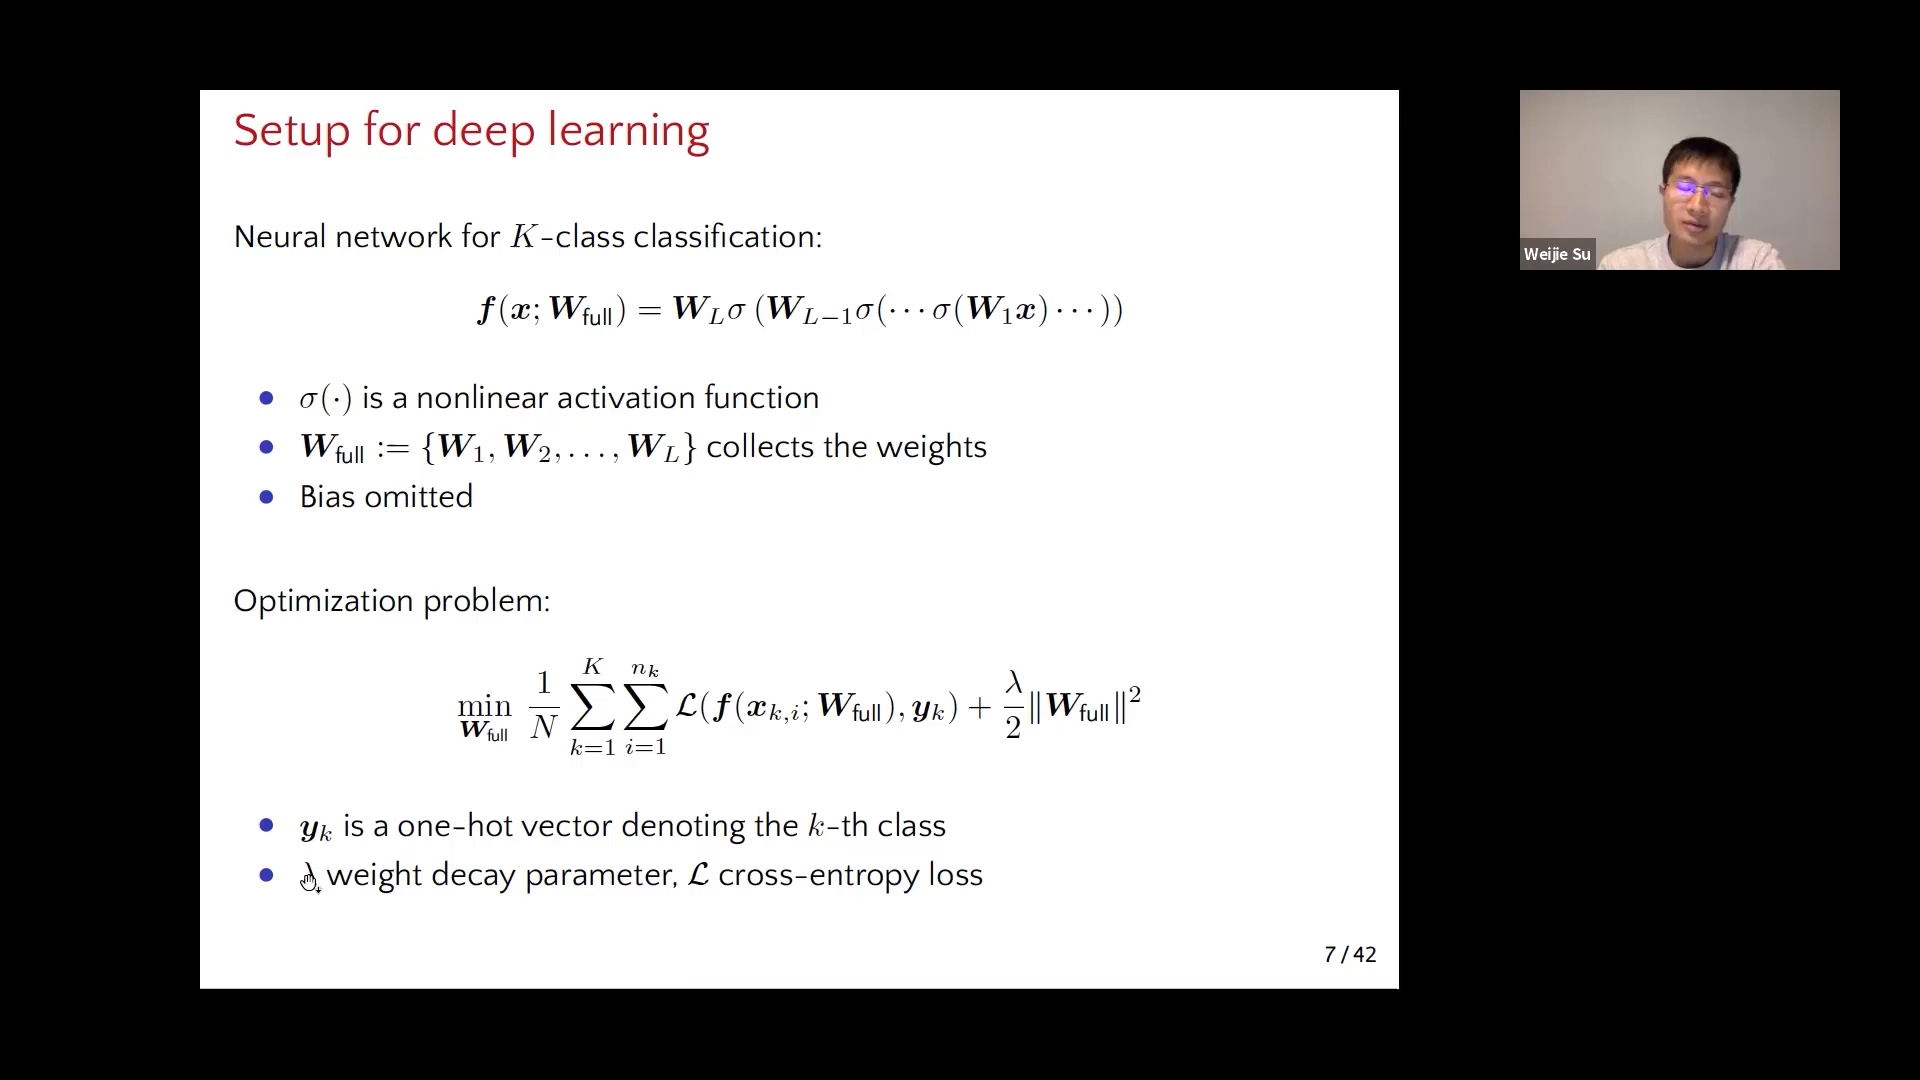 Setup for deep learning
Neural network for K-class classification:
f(x; W_full) = W_L σ (W_{L−1} σ(⋯ σ(W_1 x) ⋯))
• σ(·) is a nonlinear activation function
• W_full := {W_1, W_2, . . . , W_L} collects the weights
• Bias omitted
Optimization problem:
min_{W_full} 1/N ∑_{k=1}^{K} ∑_{i=1}^{n_k} ℒ(f(x_{k,i}; W_full), y_k) + λ/2 ‖W_full‖²
• y_k is a one-hot vector denoting the k-th class
• λ weight decay parameter, ℒ cross-entropy loss
7 / 42
Weijie Su